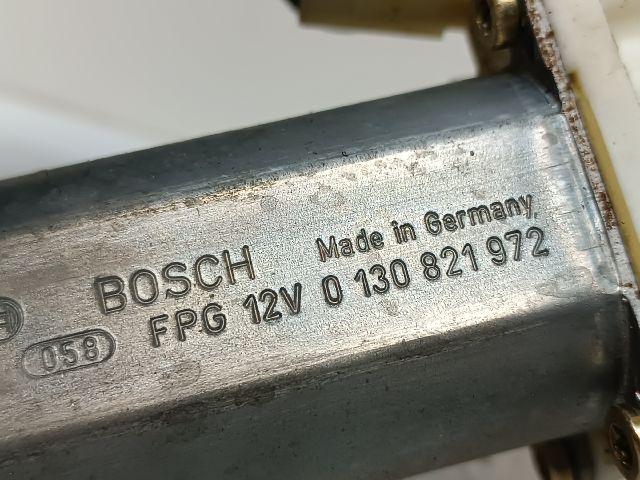 BOSCH Made in Germany
058 FPG 12V 0 130 821 972